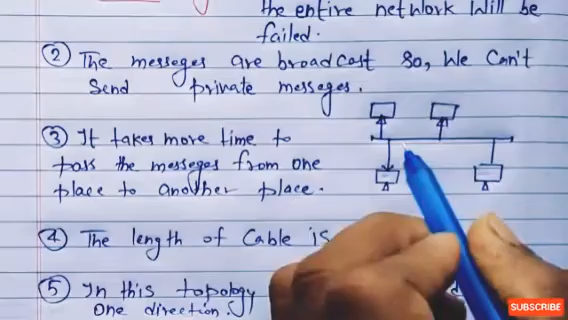 the entire network will be
failed.
② The messeges are broadcast so, We Can't
Send private messeges.
③ It takes more time to
pass the messeges from one
place to another place.
④ The length of Cable is
⑤ In this topology
One direction.
SUBSCRIBE